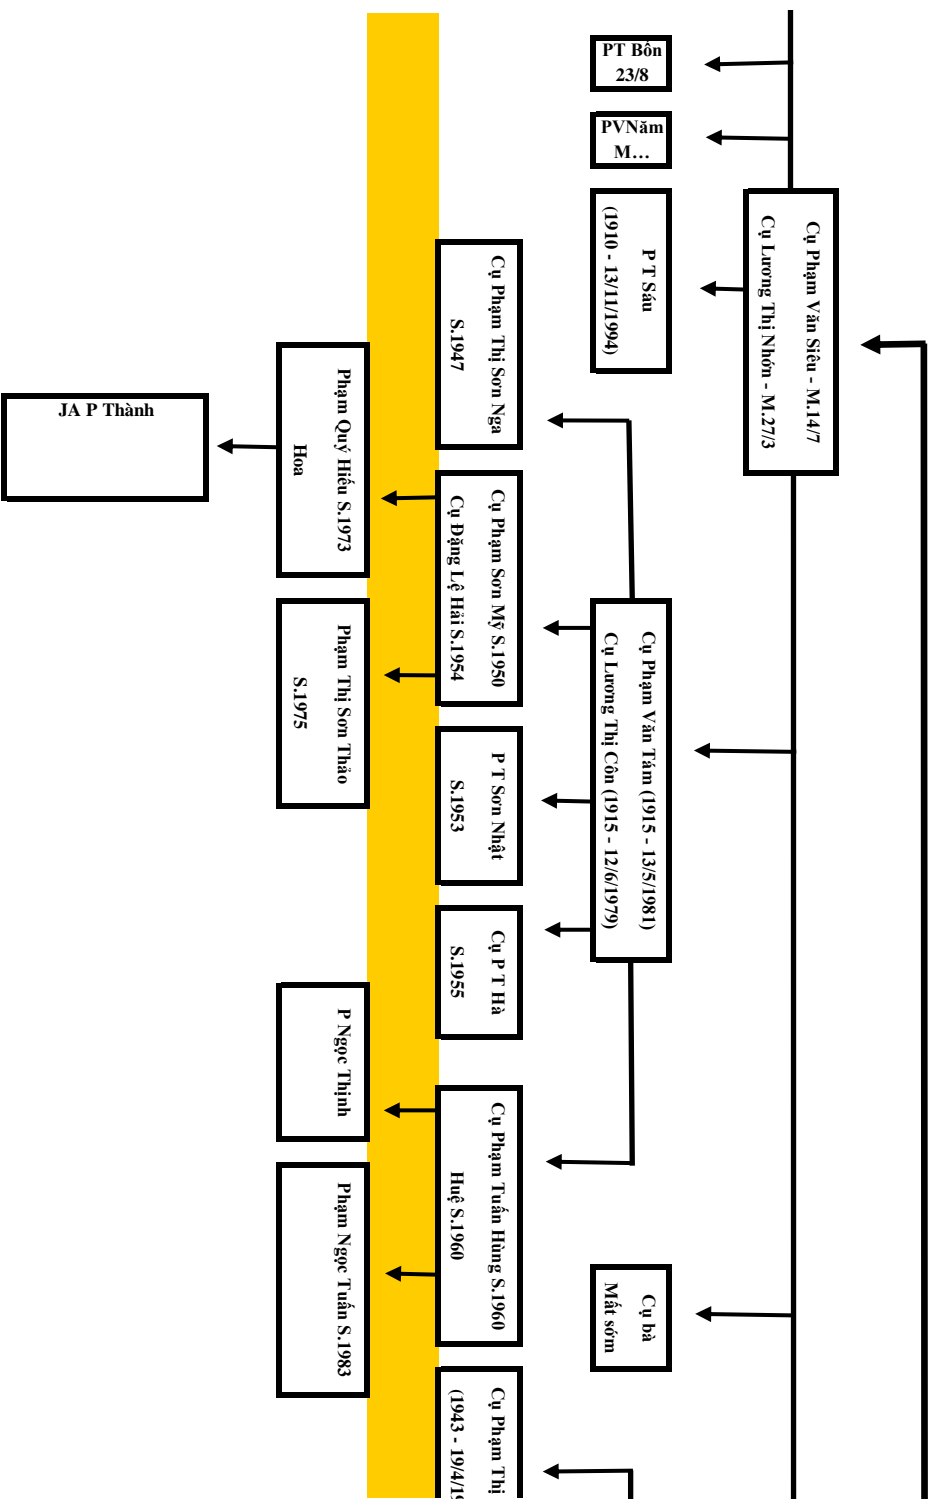 PT Bốn
23/8
PVNăm
M...
Cụ Phạm Văn Siêu - M.14/7
Cụ Lương Thị Nhớn - M.27/3
P T Sáu
(1910 - 13/11/1994)
Cụ Phạm Văn Tám (1915 - 13/5/1981)
Cụ Lương Thị Côn (1915 - 12/6/1979)
Cụ bà
Mất sớm
Cụ Phạm Thị Sơn Nga
S.1947
Cụ Phạm Sơn Mỹ S.1950
Cụ Đặng Lệ Hải S.1954
P T Sơn Nhật
S.1953
Cụ P T Hà
S.1955
Cụ Phạm Tuấn Hùng S.1960
Huệ S.1960
Cụ Phạm Thị
(1943 - 19/4/19
Phạm Quý Hiếu S.1973
Hoa
Phạm Thị Sơn Thảo
S.1975
P Ngọc Thịnh
Phạm Ngọc Tuấn S.1983
JA P Thành